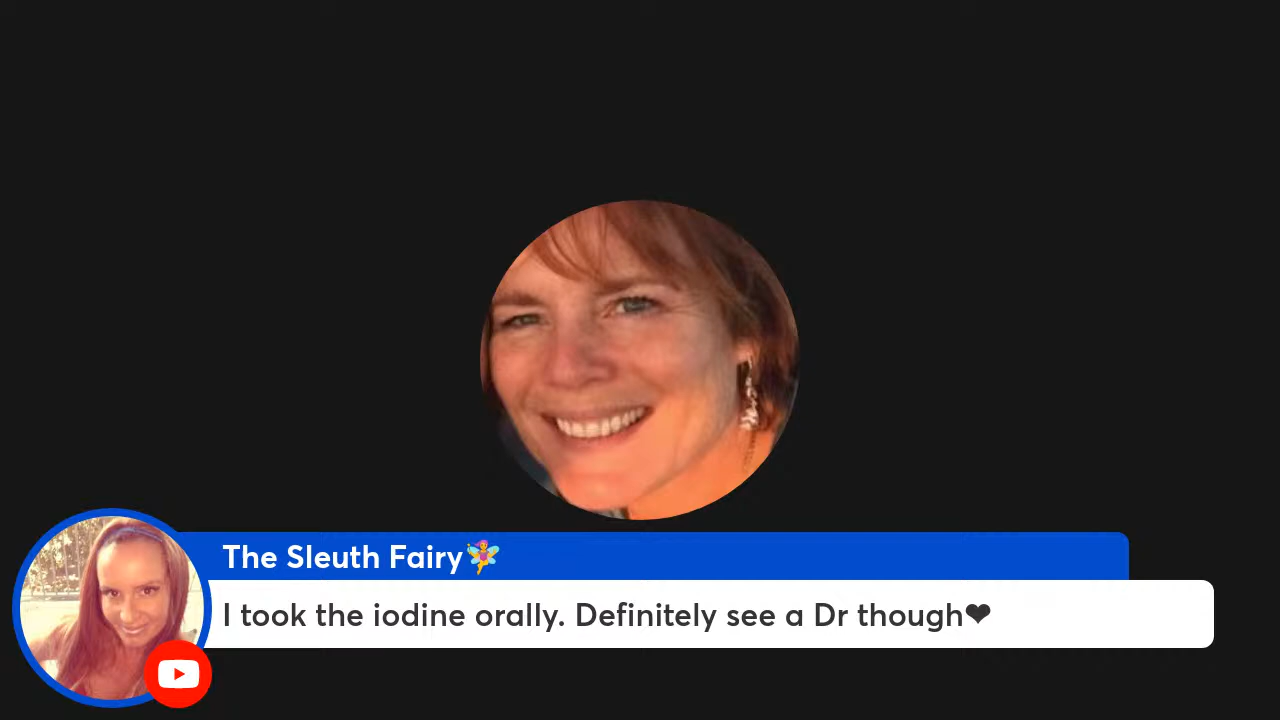 The Sleuth Fairy🧚
I took the iodine orally. Definitely see a Dr though❤